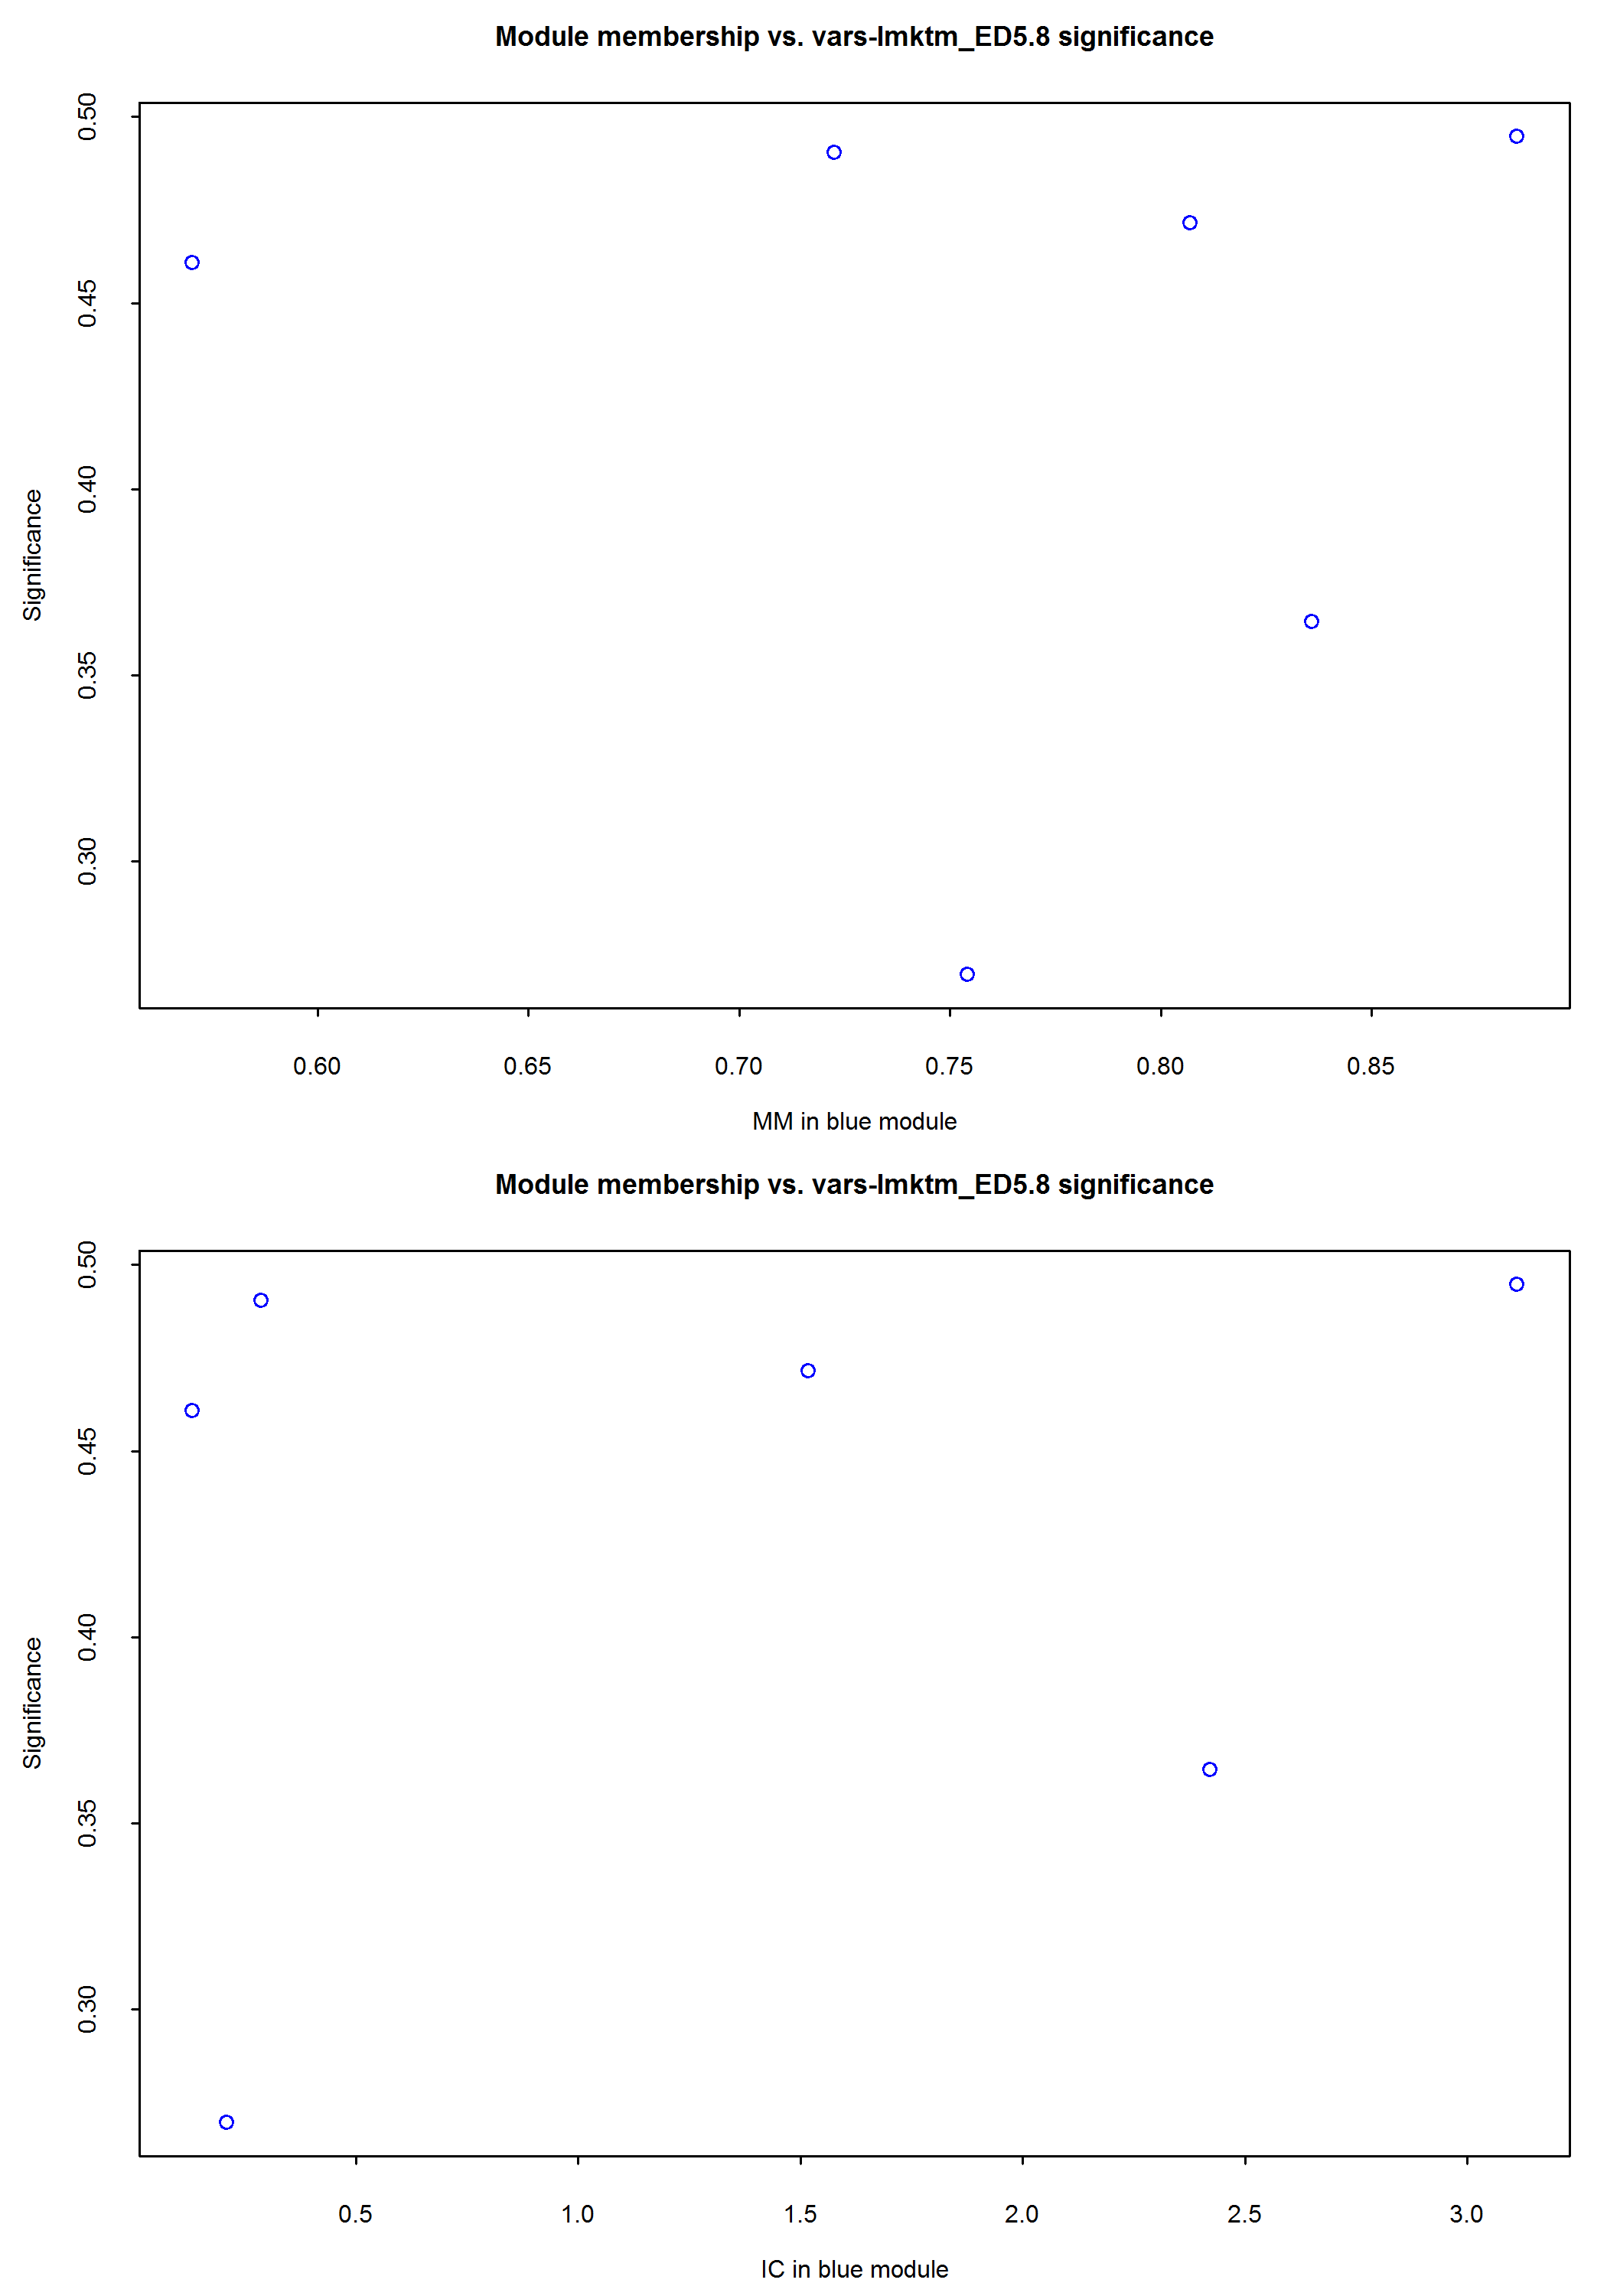 Module membership vs. vars-lmktm_ED5.8 significance
0.50
0.45
0.40
0.35
0.30
Significance
0.60 0.65 0.70 0.75 0.80 0.85
MM in blue module
Module membership vs. vars-lmktm_ED5.8 significance
0.50
0.45
0.40
0.35
0.30
Significance
0.5 1.0 1.5 2.0 2.5 3.0
IC in blue module